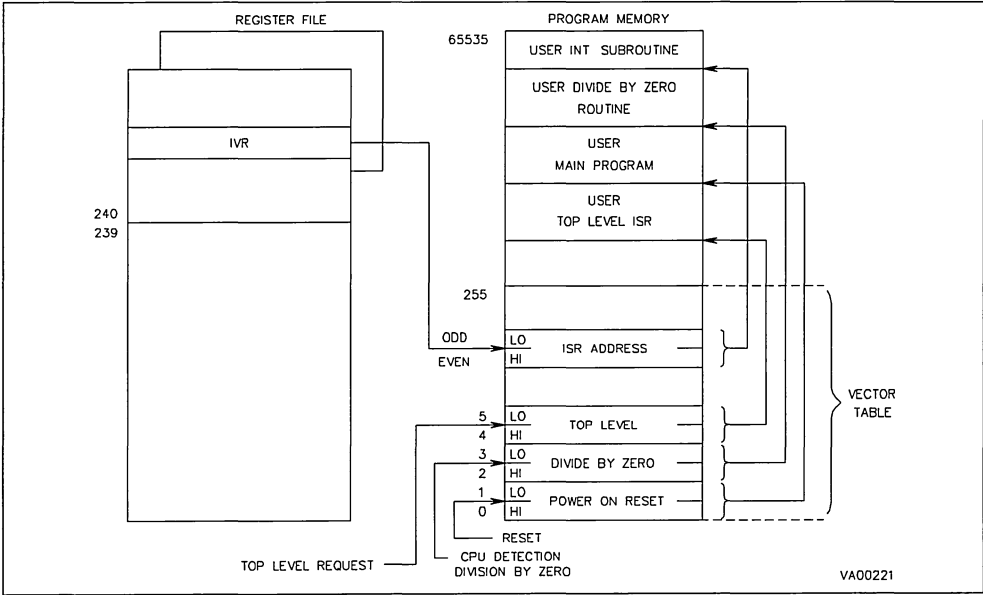 REGISTER FILE
PROGRAM MEMORY
65535
USER INT SUBROUTINE
USER DIVIDE BY ZERO
ROUTINE
IVR
USER
MAIN PROGRAM
USER
TOP LEVEL ISR
240
239
255
ODD
EVEN
LO
HI
ISR ADDRESS
VECTOR
TABLE
5
4
LO
HI
TOP LEVEL
3
2
LO
HI
DIVIDE BY ZERO
1
0
LO
HI
POWER ON RESET
RESET
TOP LEVEL REQUEST
CPU DETECTION
DIVISION BY ZERO
VA00221